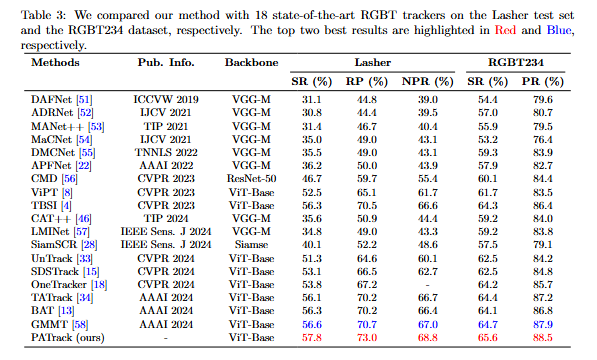 Table 3: We compared our method with 18 state-of-the-art RGBT trackers on the Lasher test set
and the RGBT234 dataset, respectively. The top two best results are highlighted in Red and Blue,
respectively.
Methods Pub. Info. Backbone Lasher RGBT234
SR (%) RP (%) NPR (%) SR (%) PR (%)
DAFNet [51] ICCVW 2019 VGG-M 31.1 44.8 39.0 54.4 79.6
ADRNet [52] IJCV 2021 VGG-M 30.8 44.4 39.5 57.0 80.7
MANet++ [53] TIP 2021 VGG-M 31.4 46.7 40.4 55.9 79.5
MaCNet [54] IJCV 2021 VGG-M 35.0 49.0 43.1 53.2 76.4
DMCNet [55] TNNLS 2022 VGG-M 35.5 49.0 43.1 59.3 83.9
APFNet [22] AAAI 2022 VGG-M 36.2 50.0 43.9 57.9 82.7
CMD [56] CVPR 2023 ResNet-50 46.7 59.7 55.4 60.1 84.4
ViPT [8] CVPR 2023 ViT-Base 52.5 65.1 61.7 61.7 83.5
TBSI [4] CVPR 2023 ViT-Base 56.3 70.5 66.6 64.3 86.4
CAT++ [46] TIP 2024 VGG-M 35.6 50.9 44.4 59.2 84.0
LMINet [57] IEEE Sens. J 2024 VGG-M 34.8 49.0 43.3 59.2 83.8
SiamSCR [28] IEEE Sens. J 2024 Siamse 40.1 52.2 48.6 57.5 79.1
UnTrack [33] CVPR 2024 ViT-Base 51.3 64.6 60.1 62.5 84.2
SDSTrack [15] CVPR 2024 ViT-Base 53.1 66.5 62.7 62.5 84.8
OneTracker [18] CVPR 2024 ViT-Base 53.8 67.2 - 64.2 85.7
TATrack [34] AAAI 2024 ViT-Base 56.1 70.2 66.7 64.4 87.2
BAT [13] AAAI 2024 ViT-Base 56.3 70.2 66.4 64.1 86.8
GMMT [58] AAAI 2024 ViT-Base 56.6 70.7 67.0 64.7 87.9
PATrack (ours) - ViT-Base 57.8 73.0 68.8 65.6 88.5